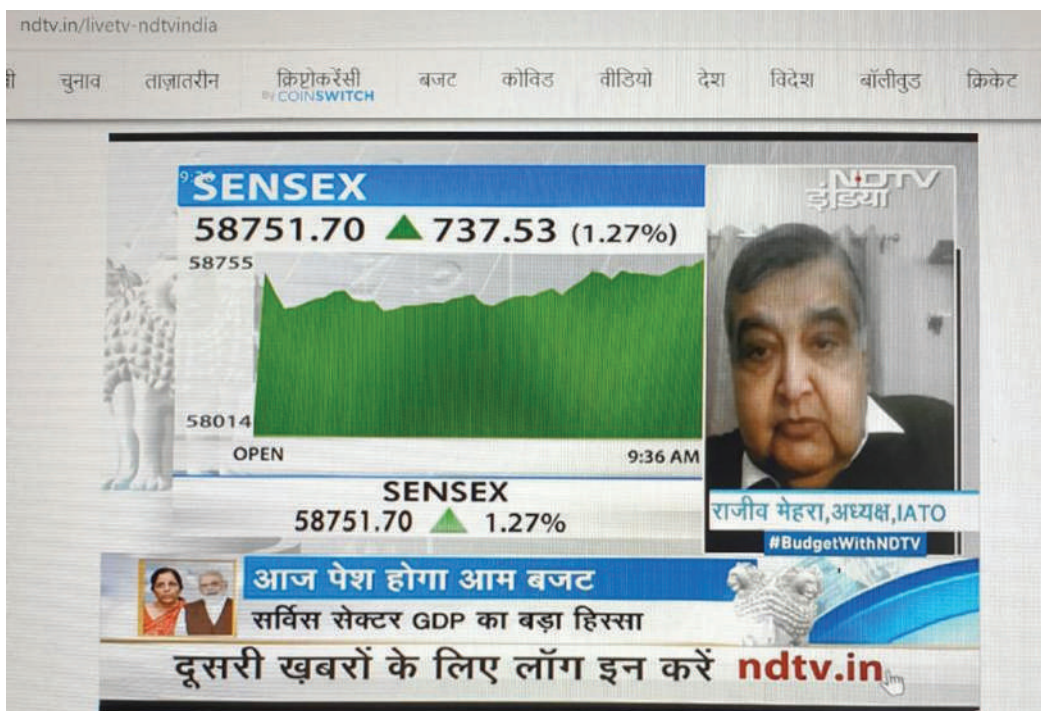 ndtv.in/livetv-ndtvindia
चुनाव ताज़ातरीन क्रिप्टोकरेंसी बजट कोविड वीडियो देश विदेश बॉलीवुड क्रिकेट
BY COINSWITCH
9:36
SENSEX
NDTV
इंडिया
58751.70 737.53 (1.27%)
58755
58014
OPEN 9:36 AM
SENSEX
58751.70 1.27%
राजीव मेहरा,अध्यक्ष,IATO
#BudgetWithNDTV
आज पेश होगा आम बजट
सर्विस सेक्टर GDP का बड़ा हिस्सा
दूसरी ख़बरों के लिए लॉग इन करें ndtv.in